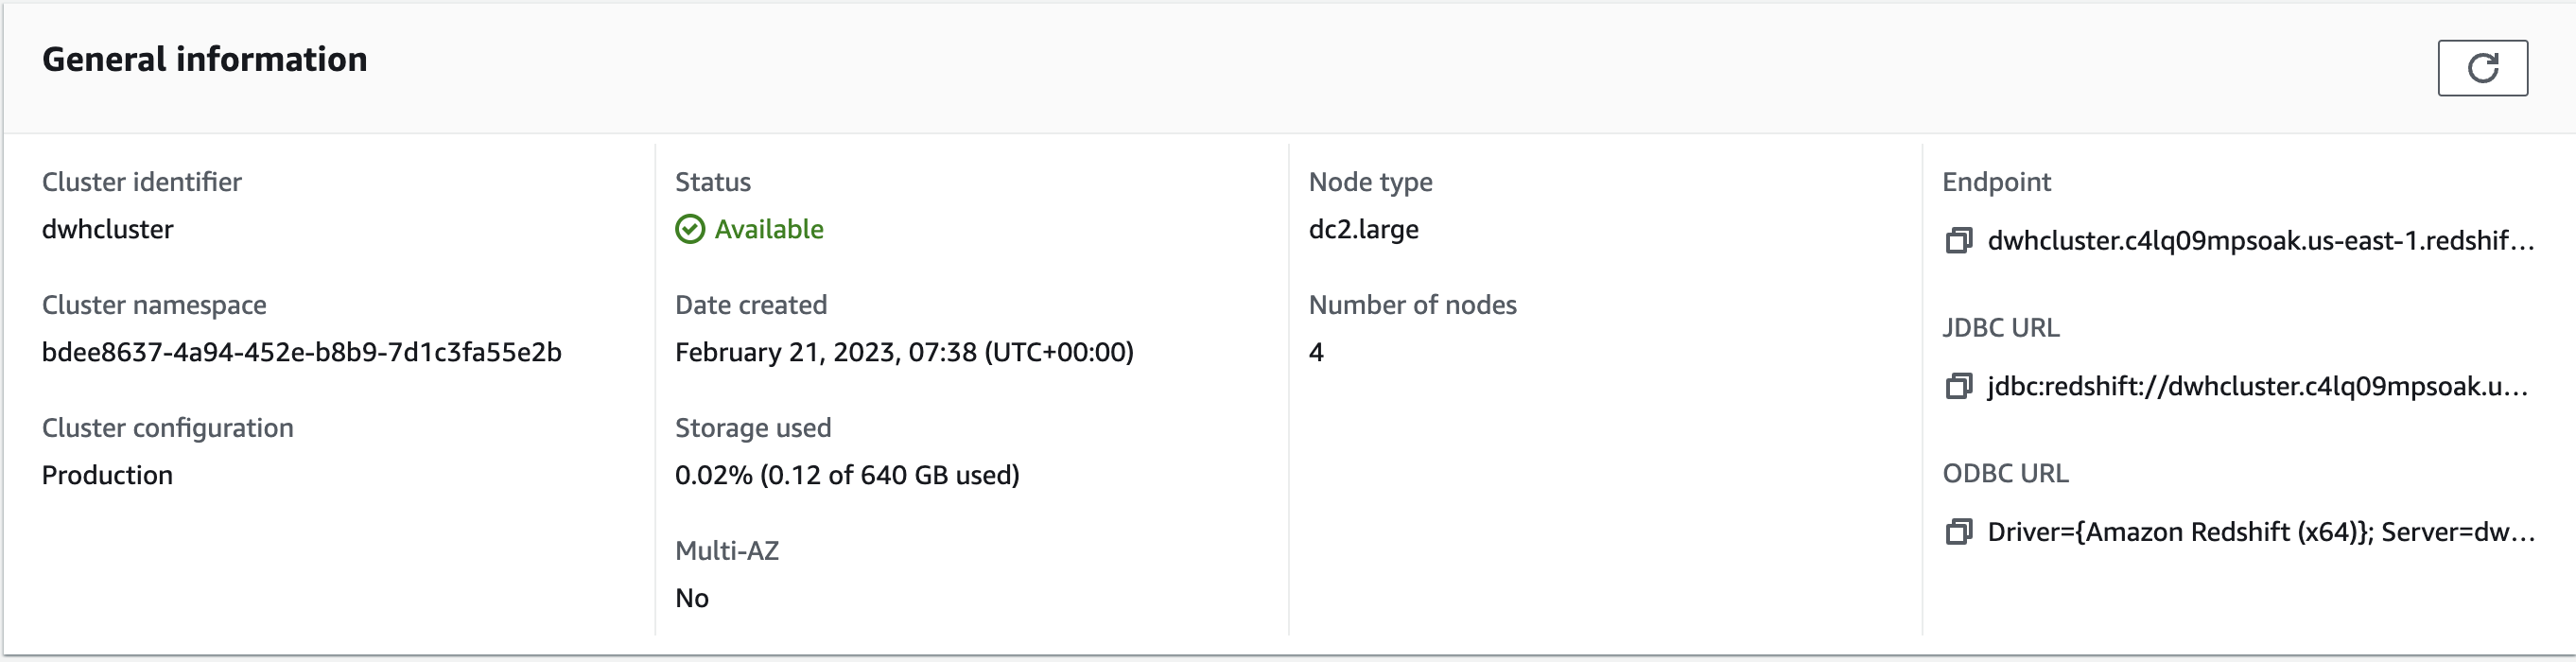 General information
Cluster identifier
dwhcluster
Cluster namespace
bdee8637-4a94-452e-b8b9-7d1c3fa55e2b
Cluster configuration
Production
Status
Available
Date created
February 21, 2023, 07:38 (UTC+00:00)
Storage used
0.02% (0.12 of 640 GB used)
Multi-AZ
No
Node type
dc2.large
Number of nodes
4
Endpoint
dwhcluster.c4lq09mpsoak.us-east-1.redshif...
JDBC URL
jdbc:redshift://dwhcluster.c4lq09mpsoak.u...
ODBC URL
Driver={Amazon Redshift (x64)}; Server=dw...